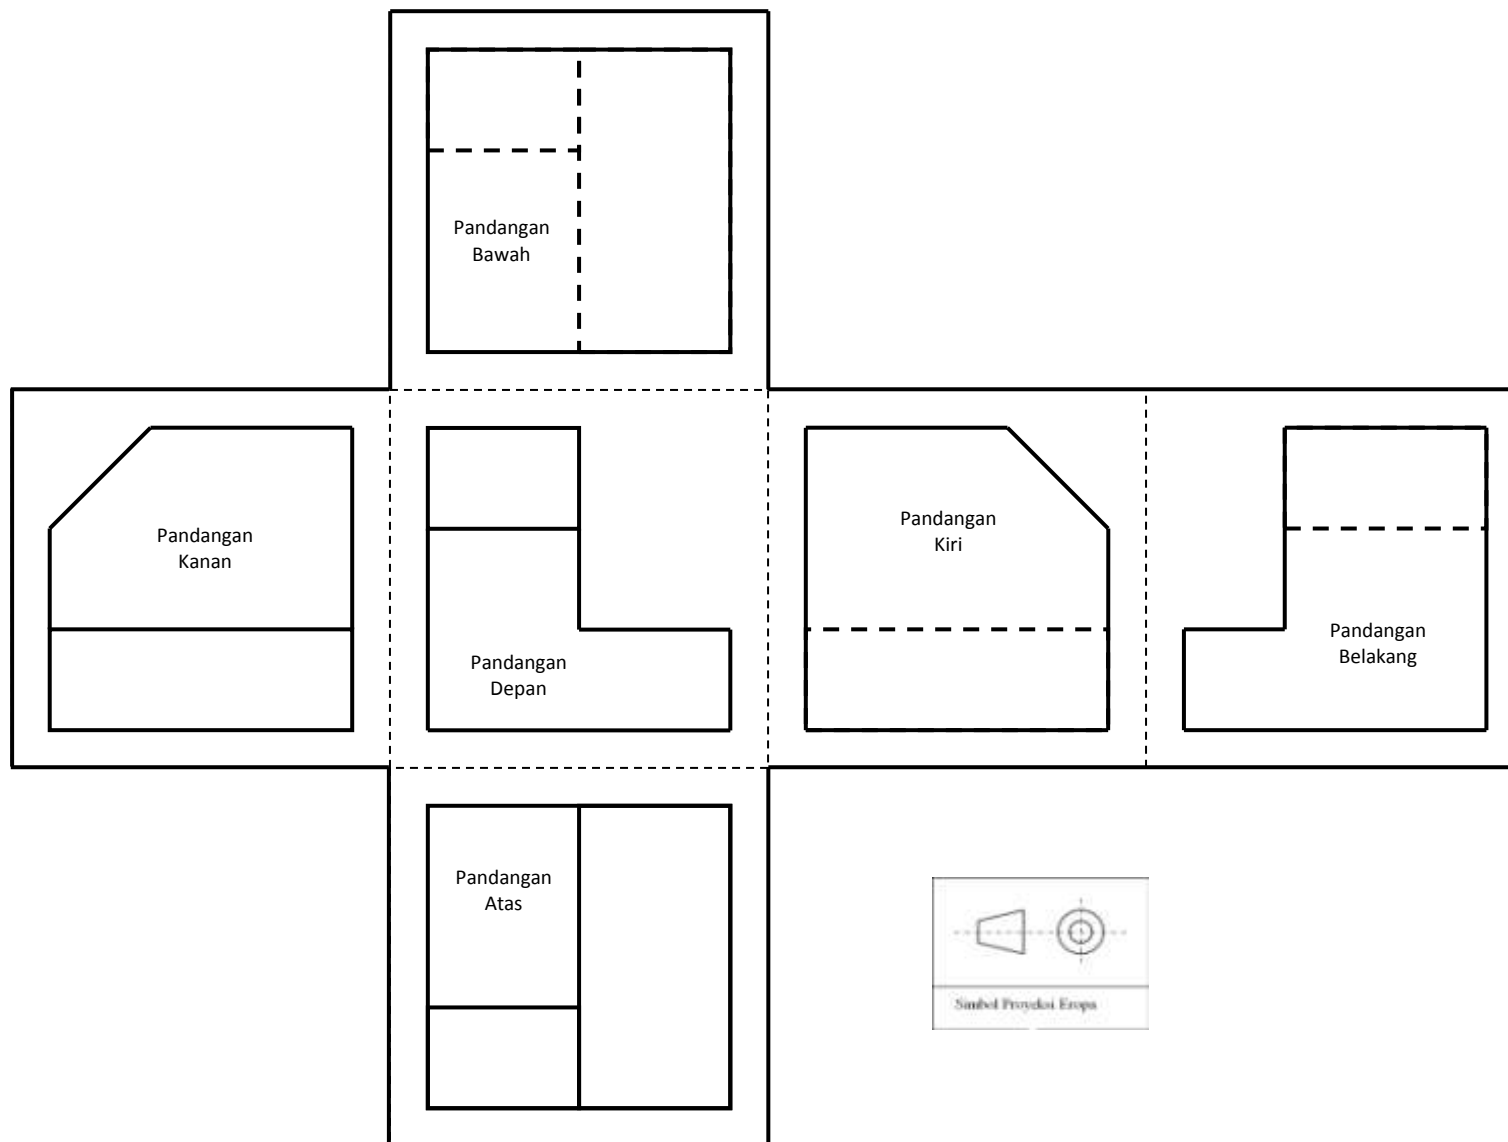 Pandangan
Bawah
Pandangan
Kanan
Pandangan
Depan
Pandangan
Kiri
Pandangan
Belakang
Pandangan
Atas
Simbol Proyeksi Eropa